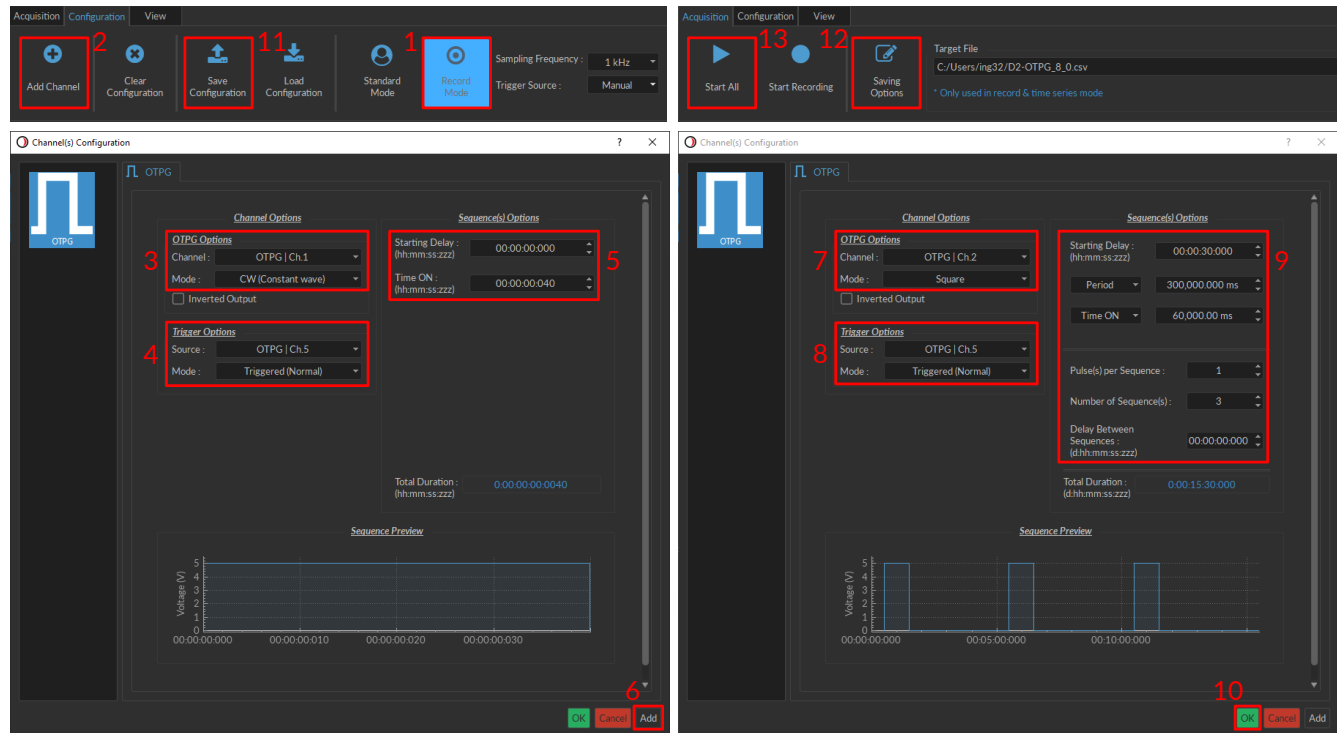 Acquisition Configuration View
2 11 1
Add Channel
Clear Configuration
Save Configuration
Load Configuration
Standard Mode
Record Mode
Sampling Frequency : 1 kHz
Trigger Source : Manual
Acquisition Configuration View
13 12
Start All
Start Recording
Saving Options
Target File
C:/Users/ing32/D2-OTPG_8_0.csv
* Only used in record & time series mode
Channel(s) Configuration ? ×
OTPG
OTPG
Channel Options
OTPG Options
3
Channel : OTPG | Ch.1
Mode : CW (Constant wave)
Inverted Output
Trigger Options
4
Source : OTPG | Ch.5
Mode : Triggered (Normal)
Sequence(s) Options
Starting Delay : 00:00:00:000
(hh:mm:ss:zzz)
5
Time ON : 00:00:00:040
(hh:mm:ss:zzz)
Total Duration : 0:00:00:00:0040
(hh:mm:ss:zzz)
Sequence Preview
Voltage (V)
5
4
3
2
1
0
00:00:00:000 00:00:00:010 00:00:00:020 00:00:00:030
6
OK Cancel Add
Channel(s) Configuration ? ×
OTPG
OTPG
Channel Options
OTPG Options
7
Channel : OTPG | Ch.2
Mode : Square
Inverted Output
Trigger Options
8
Source : OTPG | Ch.5
Mode : Triggered (Normal)
Sequence(s) Options
Starting Delay : 00:00:30:000
(hh:mm:ss:zzz)
9
Period 300,000.000 ms
Time ON 60,000.00 ms
Pulse(s) per Sequence : 1
Number of Sequence(s) : 3
Delay Between
Sequences : 00:00:00:000
(d:hh:mm:ss:zzz)
Total Duration : 0:00:15:30:000
(d:hh:mm:ss:zzz)
Sequence Preview
Voltage (V)
5
4
3
2
1
0
00:00:00:000 00:05:00:000 00:10:00:000
10
OK Cancel Add